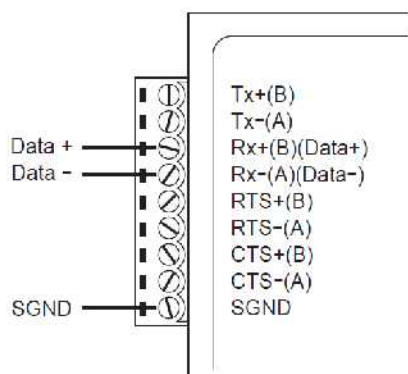 Tx+(B)
Tx−(A)
Data + Rx+(B)(Data+)
Data − Rx−(A)(Data−)
RTS+(B)
RTS−(A)
CTS+(B)
CTS−(A)
SGND SGND